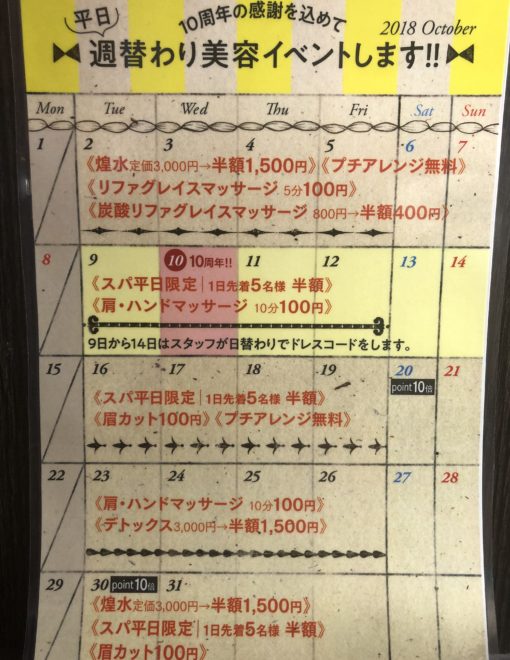 平日
10周年の感謝を込めて
2018 October
週替わり美容イベントします!!
Mon Tue Wed Thu Fri Sat Sun
1 2 3 4 5 6 7
《煌水定価3,000円→半額1,500円》《プチアレンジ無料》
《リファグレイスマッサージ 5分100円》
《炭酸リファグレイスマッサージ 800円→半額400円》
8 9 10 10周年!! 11 12 13 14
《スパ平日限定|1日先着5名様 半額》
《肩・ハンドマッサージ 10分100円》
9日から14日はスタッフが日替わりでドレスコードをします。
15 16 17 18 19 20 21
point10倍
《スパ平日限定|1日先着5名様 半額》
《眉カット100円》《プチアレンジ無料》
22 23 24 25 26 27 28
《肩・ハンドマッサージ 10分100円》
《デトックス3,000円→半額1,500円》
29 30 point10倍 31
《煌水定価3,000円→半額1,500円》
《スパ平日限定|1日先着5名様 半額》
《眉カット100円》